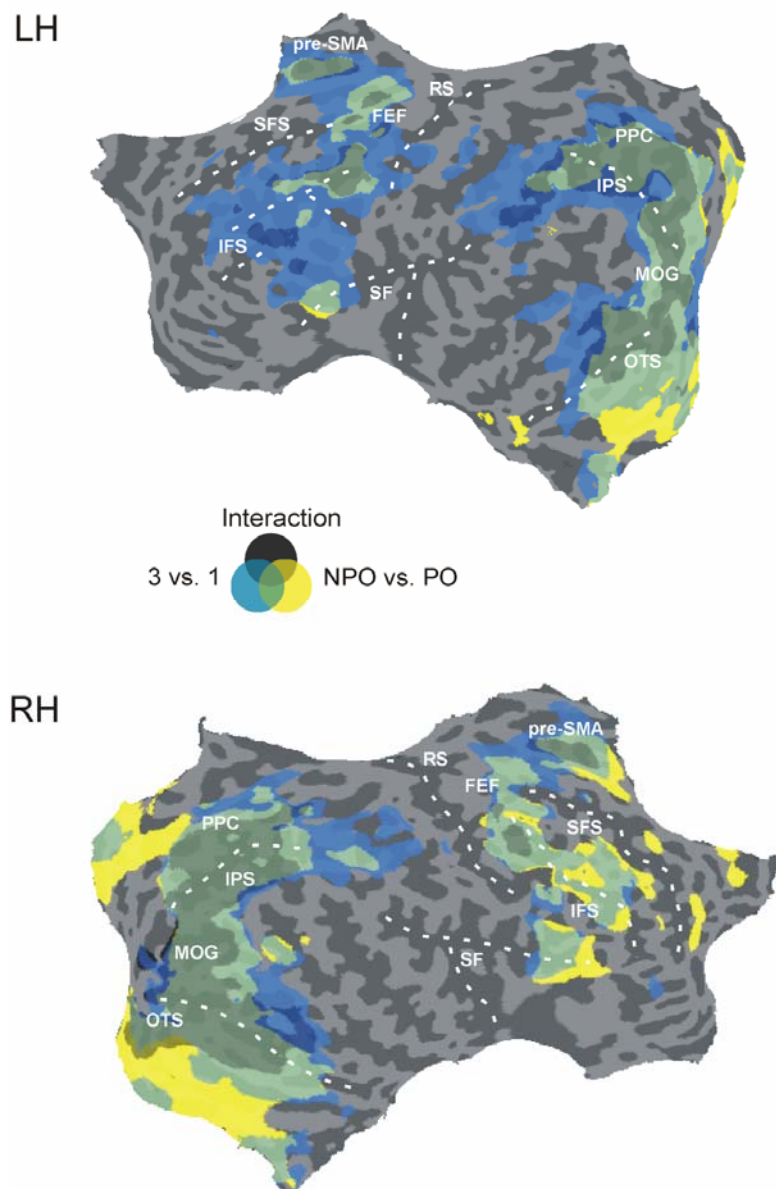 LH
pre-SMA
RS
SFS
FEF
PPC
IPS
IFS
MOG
SF
OTS
Interaction
3 vs. 1
NPO vs. PO
RH
pre-SMA
RS
FEF
PPC
SFS
IPS
IFS
MOG
SF
OTS